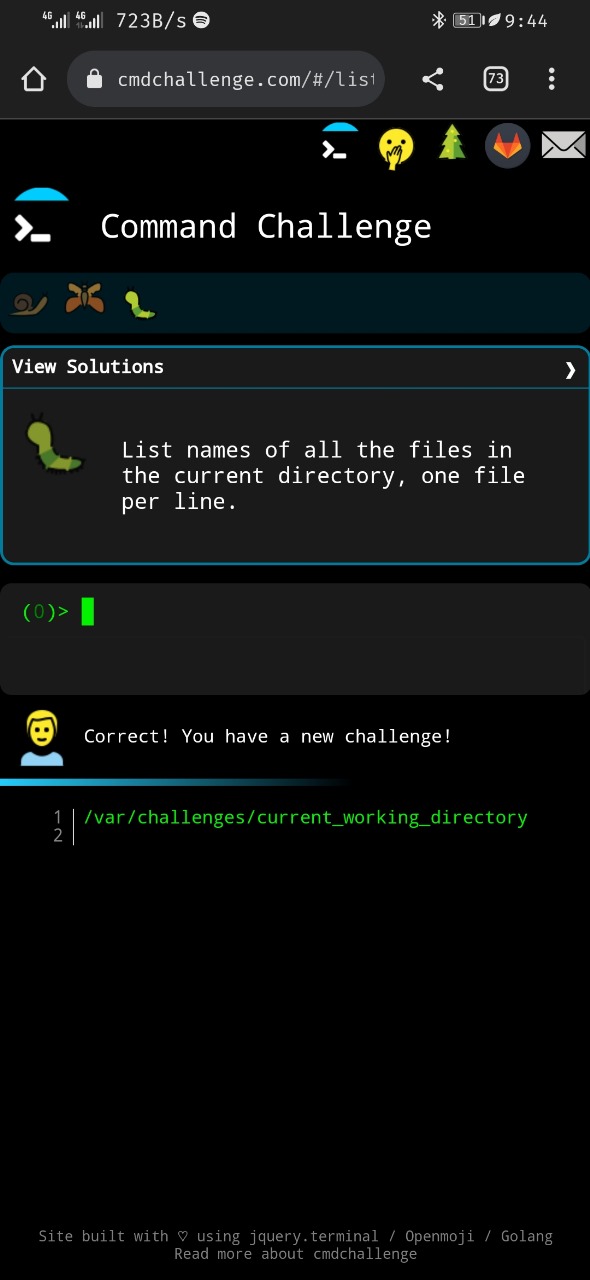 4G 4G 723B/s 51 9:44
cmdchallenge.com/#/list 73
Command Challenge
View Solutions
List names of all the files in
the current directory, one file
per line.
(0)>
Correct! You have a new challenge!
1 /var/challenges/current_working_directory
2
Site built with ♡ using jquery.terminal / Openmoji / Golang
Read more about cmdchallenge